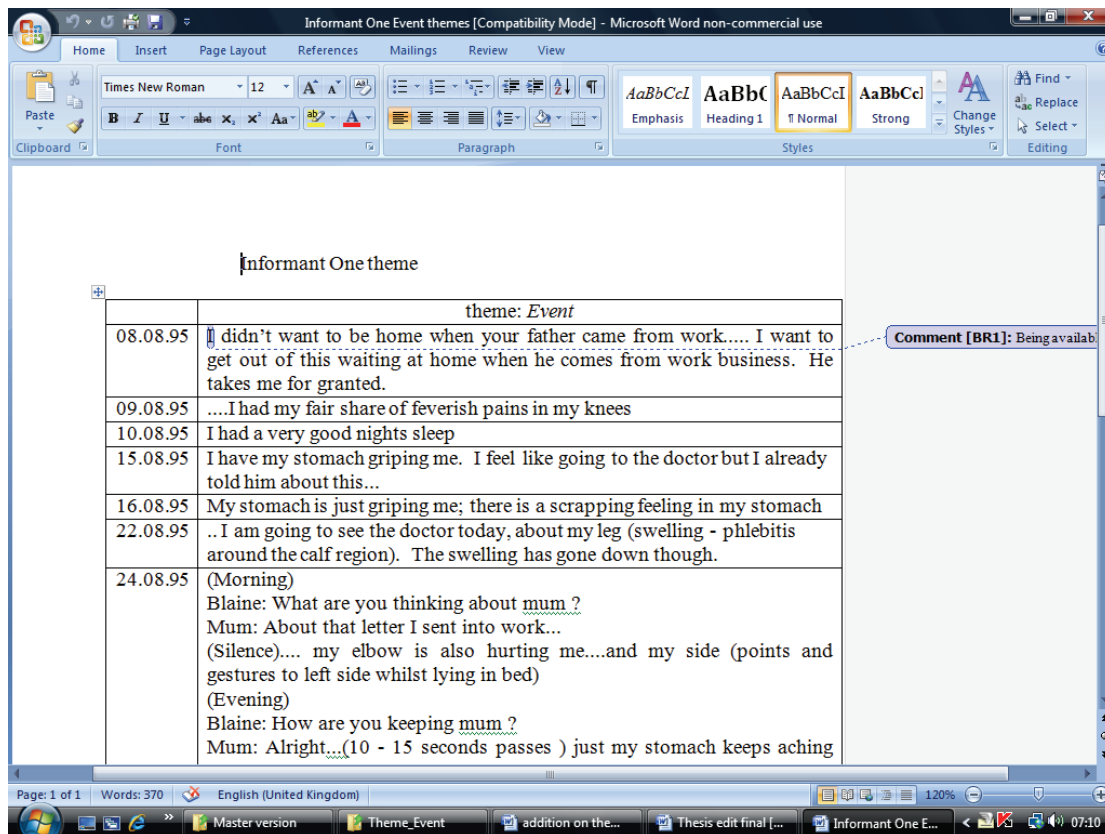 Informant One Event themes [Compatibility Mode] - Microsoft Word non-commercial use
Home Insert Page Layout References Mailings Review View
Times New Roman 12
Paste
B I U abc x₂ x² Aa
AaBbCcI AaBb( AaBbCcI AaBbCcl
Emphasis Heading 1 ¶ Normal Strong
Change Styles
Find
Replace
Select
Clipboard Font Paragraph Styles Editing
Informant One theme
theme: Event
08.08.95 I didn't want to be home when your father came from work..... I want to
get out of this waiting at home when he comes from work business. He
takes me for granted.
Comment [BR1]: Being availab
09.08.95 ....I had my fair share of feverish pains in my knees
10.08.95 I had a very good nights sleep
15.08.95 I have my stomach griping me. I feel like going to the doctor but I already
told him about this...
16.08.95 My stomach is just griping me; there is a scrapping feeling in my stomach
22.08.95 .. I am going to see the doctor today, about my leg (swelling - phlebitis
around the calf region). The swelling has gone down though.
24.08.95 (Morning)
Blaine: What are you thinking about mum ?
Mum: About that letter I sent into work...
(Silence).... my elbow is also hurting me....and my side (points and
gestures to left side whilst lying in bed)
(Evening)
Blaine: How are you keeping mum ?
Mum: Alright...(10 - 15 seconds passes ) just my stomach keeps aching
Page: 1 of 1 Words: 370 English (United Kingdom) 120%
Master version Theme_Event addition on the... Thesis edit final [... Informant One E... 07:10